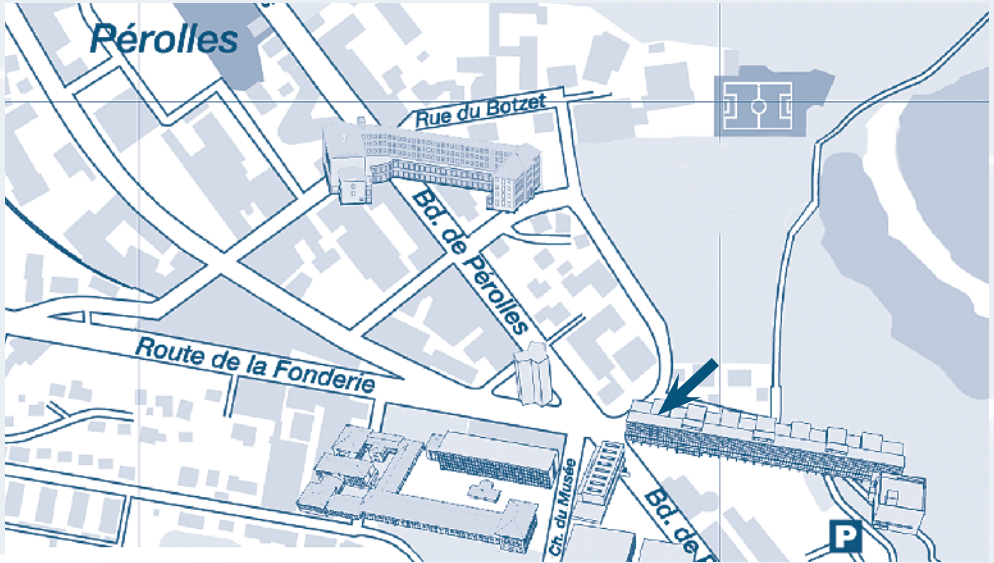 Pérolles
Rue du Botzet
Bd. de Pérolles
Route de la Fonderie
Ch. du Musée
Bd. de P
P